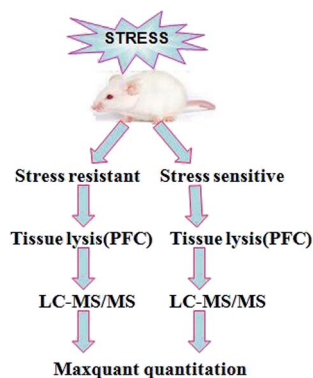 STRESS
Stress resistant Stress sensitive
Tissue lysis(PFC) Tissue lysis(PFC)
LC-MS/MS LC-MS/MS
Maxquant quantitation